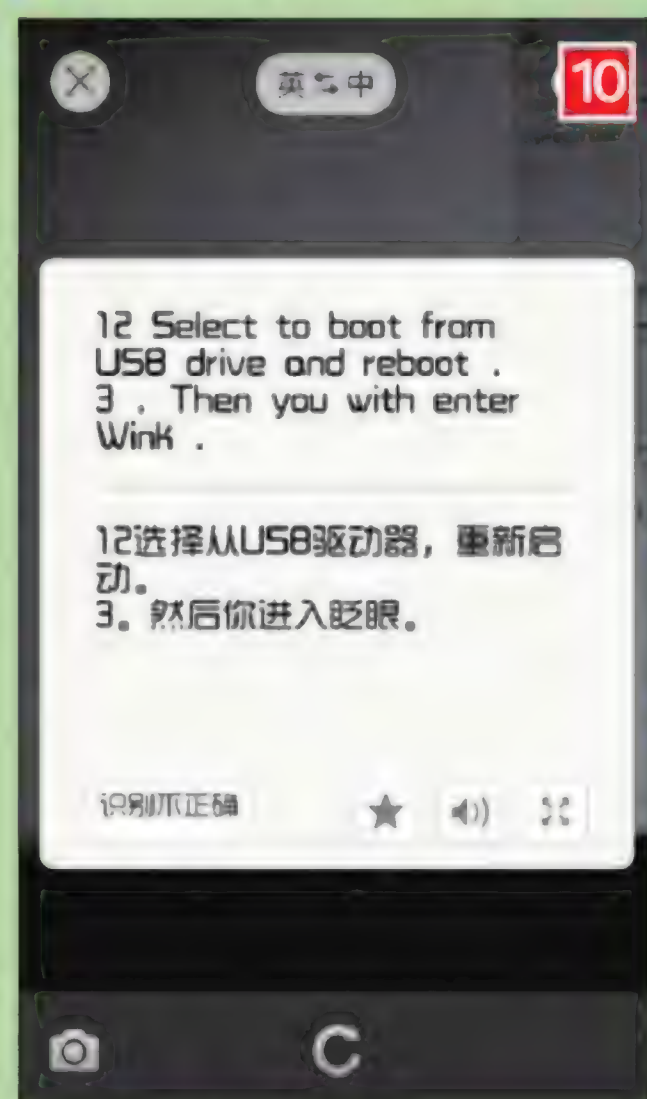 英 中
10
12 Select to boot from
USB drive and reboot .
3 . Then you with enter
Wink .
12选择从USB驱动器，重新启
动。
3。然后你进入眨眼。
识别不正确